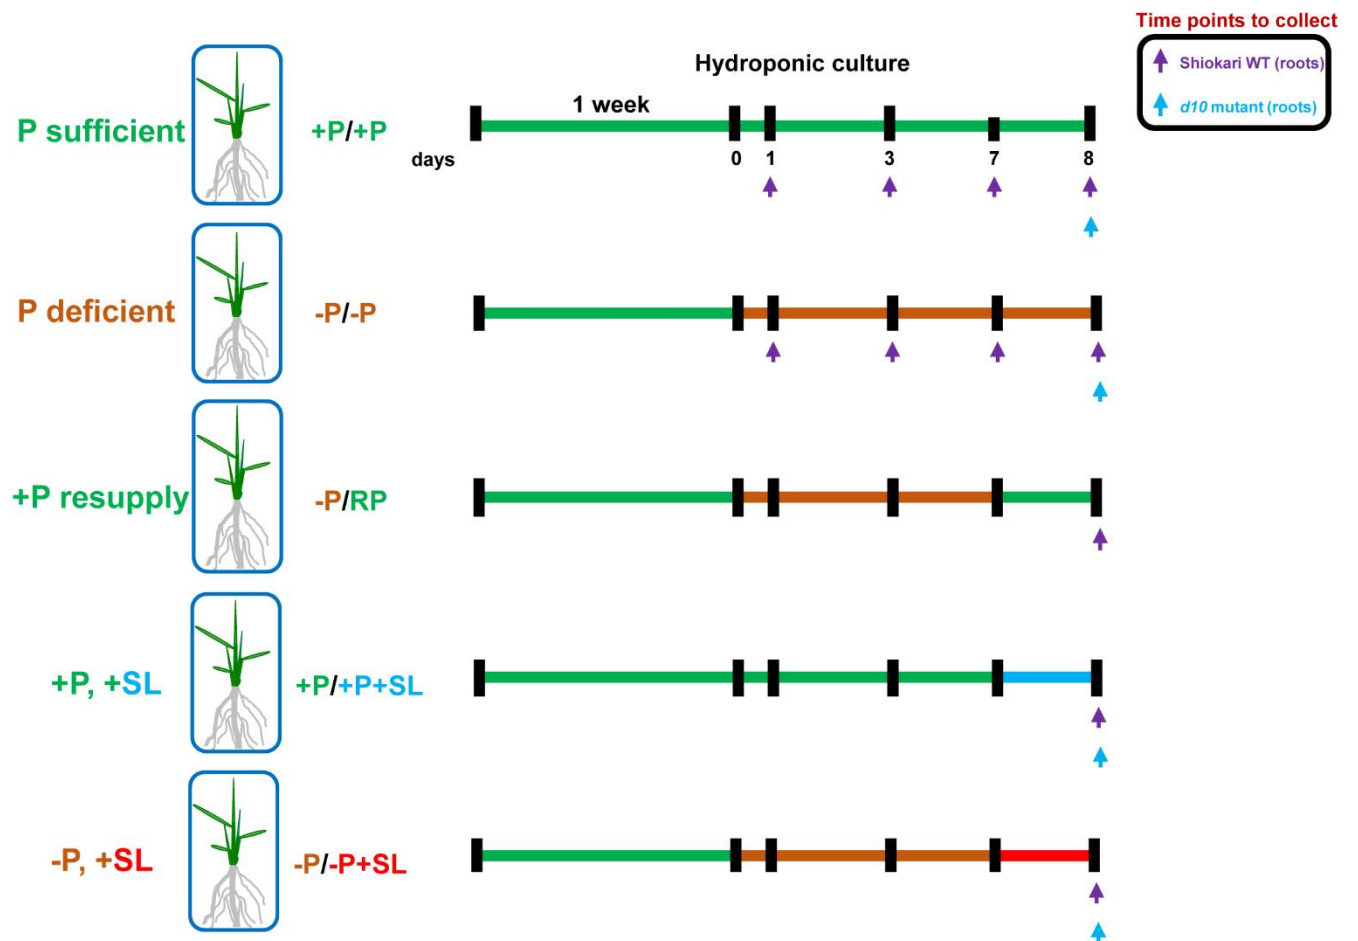 Time points to collect
Shiokari WT (roots)
d10 mutant (roots)
Hydroponic culture
1 week
P sufficient
+P/+P
days
0 1 3 7 8
P deficient
-P/-P
+P resupply
-P/RP
+P, +SL
+P/+P+SL
-P, +SL
-P/-P+SL